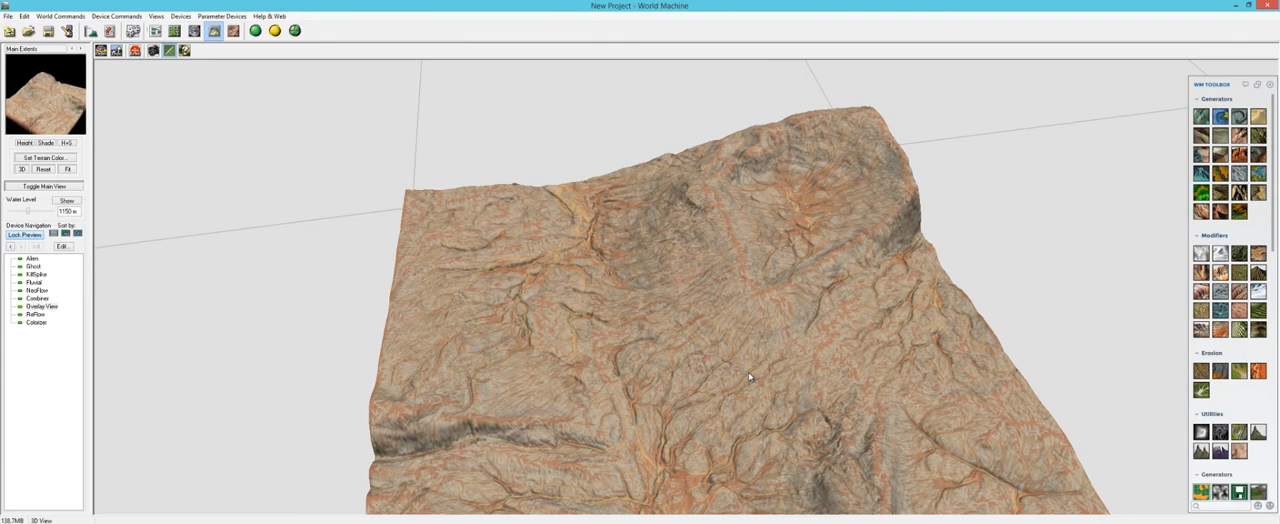 New Project - World Machine
File Edit World Commands Device Commands Views Devices Parameter Devices Help & Web
Main Extents
Height Shade H+S
Set Terrain Color...
3D Reset Fit
Toggle Main View
Water Level Show
1150 m
Device Navigation Sort by:
Lock Preview
Edit...
Alien
Ghost
KillSpike
Fluvial
NeoFlow
Combiner
Overlay View
ReFlow
Colorizer
WM TOOLBOX
Generators
Modifiers
Erosion
Utilities
Generators
138.7MB 3D View